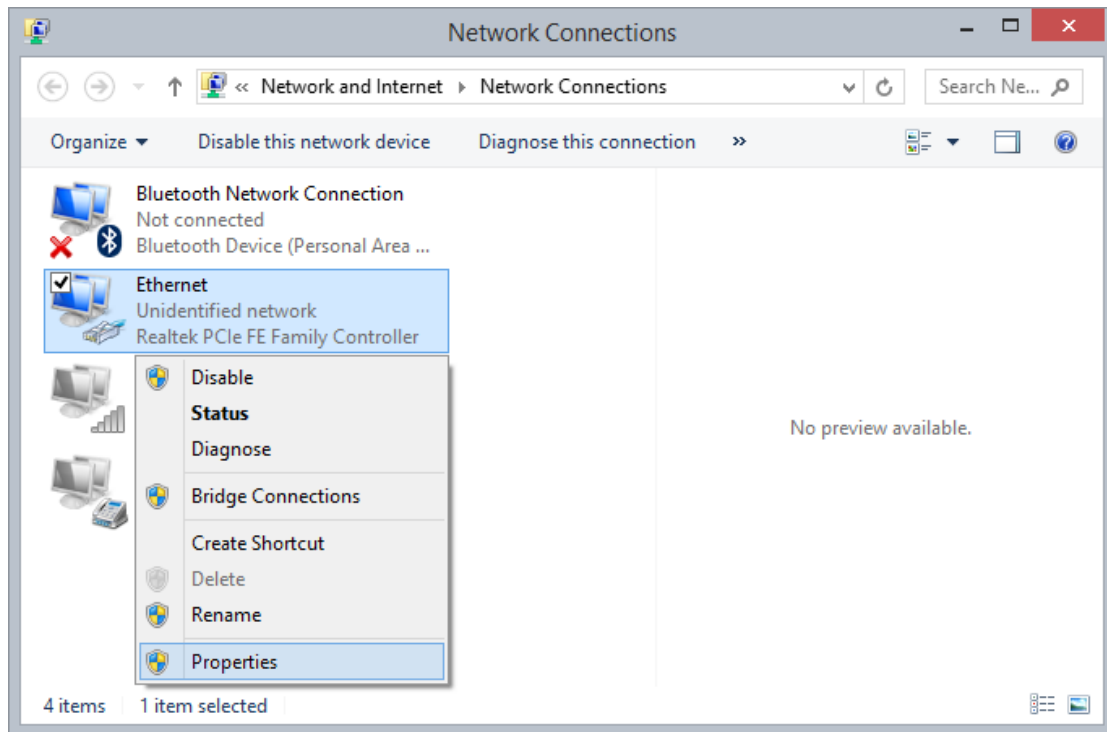 Network Connections
« Network and Internet Network Connections
Search Ne...
Organize Disable this network device Diagnose this connection »
Bluetooth Network Connection
Not connected
Bluetooth Device (Personal Area ...
Ethernet
Unidentified network
Realtek PCIe FE Family Controller
Disable
Status
Diagnose
Bridge Connections
Create Shortcut
Delete
Rename
Properties
No preview available.
4 items 1 item selected